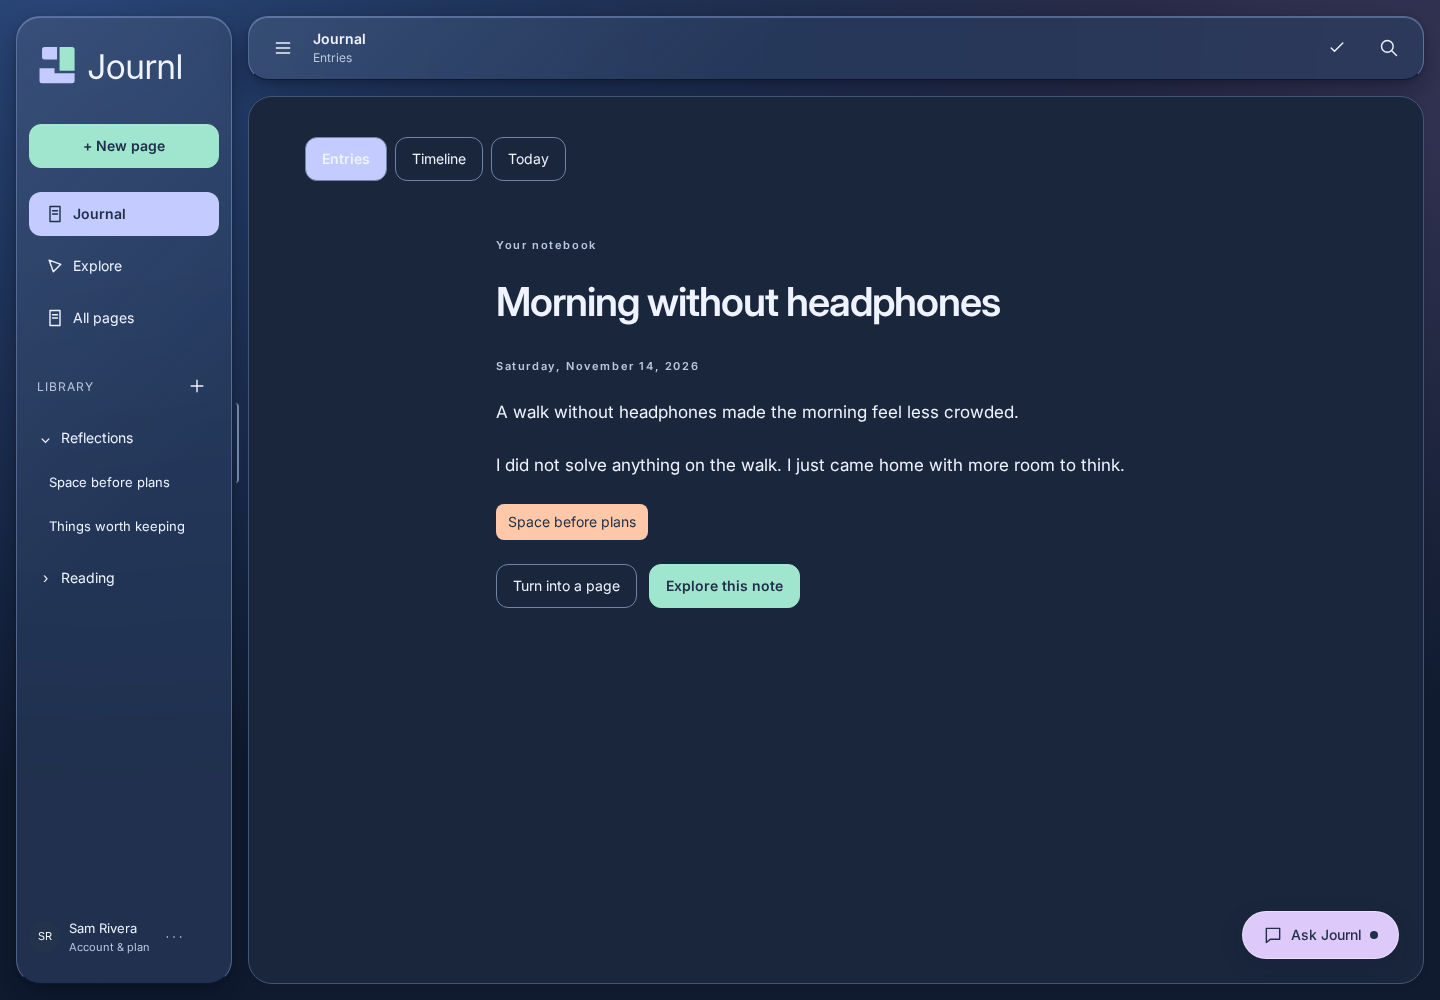 Journl
+ New page
Journal
Explore
All pages
LIBRARY
Reflections
Space before plans
Things worth keeping
Reading
SR
Sam Rivera
Account & plan
...
Journal
Entries
Entries
Timeline
Today
Your notebook
Morning without headphones
Saturday, November 14, 2026
A walk without headphones made the morning feel less crowded.
I did not solve anything on the walk. I just came home with more room to think.
Space before plans
Turn into a page
Explore this note
Ask Journl